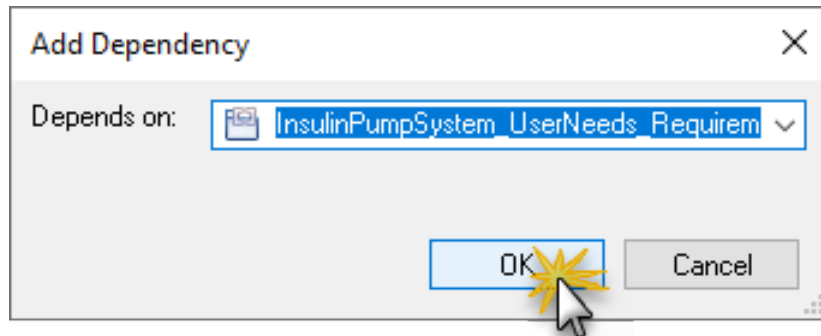 Add Dependency
Depends on: InsulinPumpSystem_UserNeeds_Requirem
OK Cancel